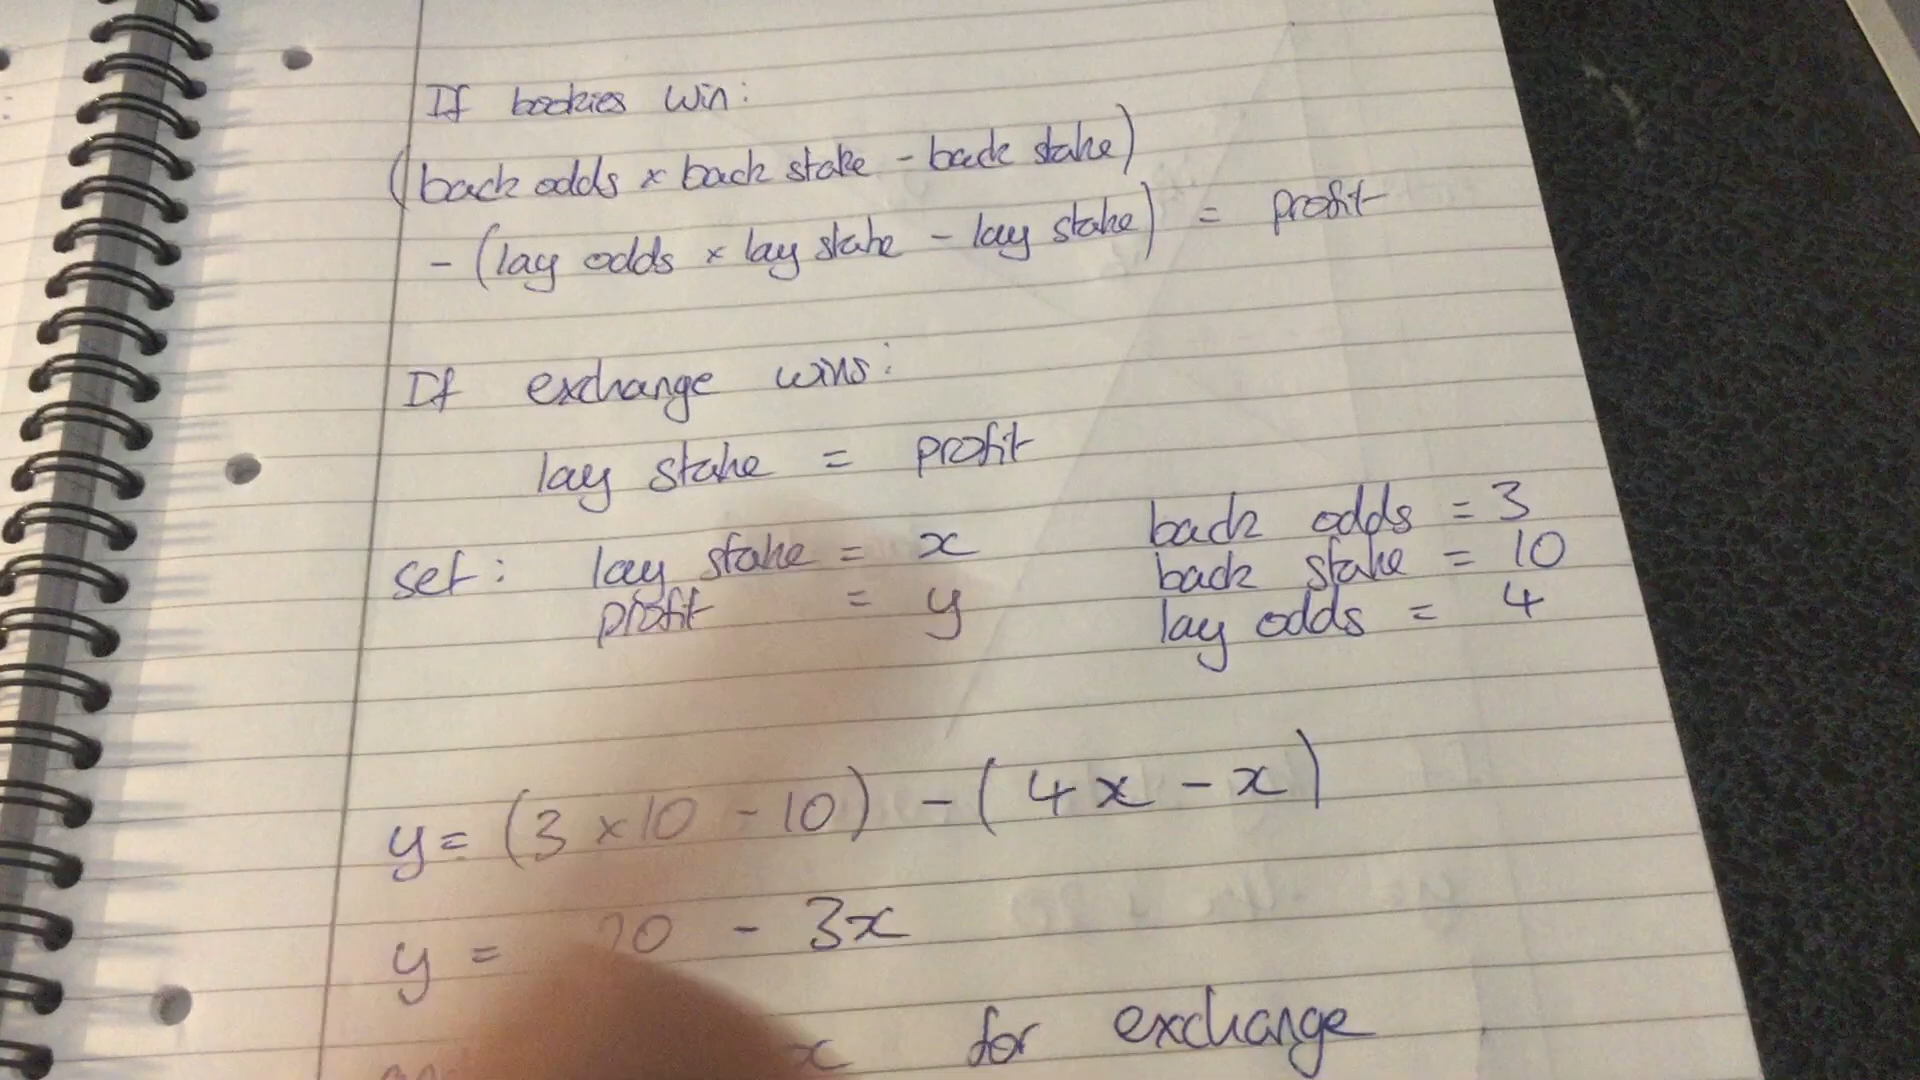 If bookies win:
(back odds x back stake - back stake)
- (lay odds x lay stake - lay stake) = profit
If exchange wins:
lay stake = profit
set: lay stake = x
profit = y
back odds = 3
back stake = 10
lay odds = 4
y = (3 x 10 - 10) - (4x - x)
y = 20 - 3x
x for exchange